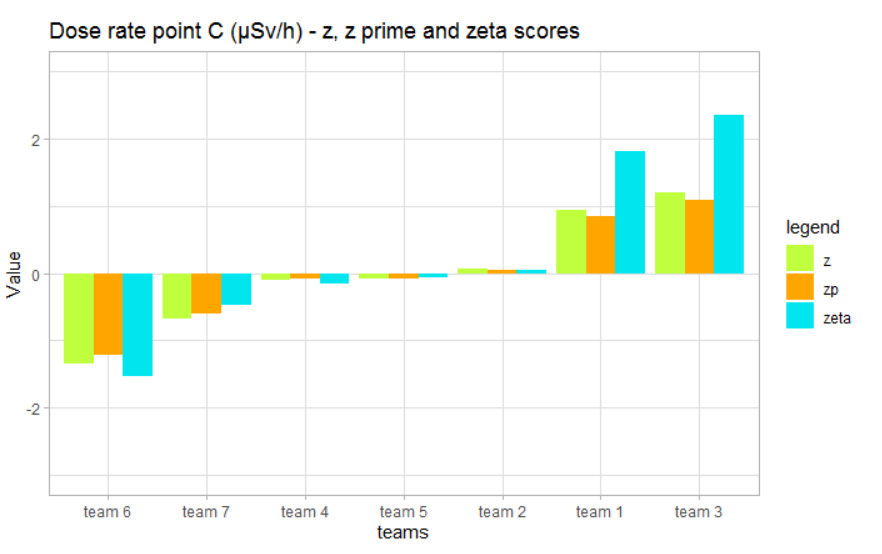 Dose rate point C (µSv/h) - z, z prime and zeta scores
Value
2
0
-2
team 6 team 7 team 4 team 5 team 2 team 1 team 3
teams
legend
z
zp
zeta